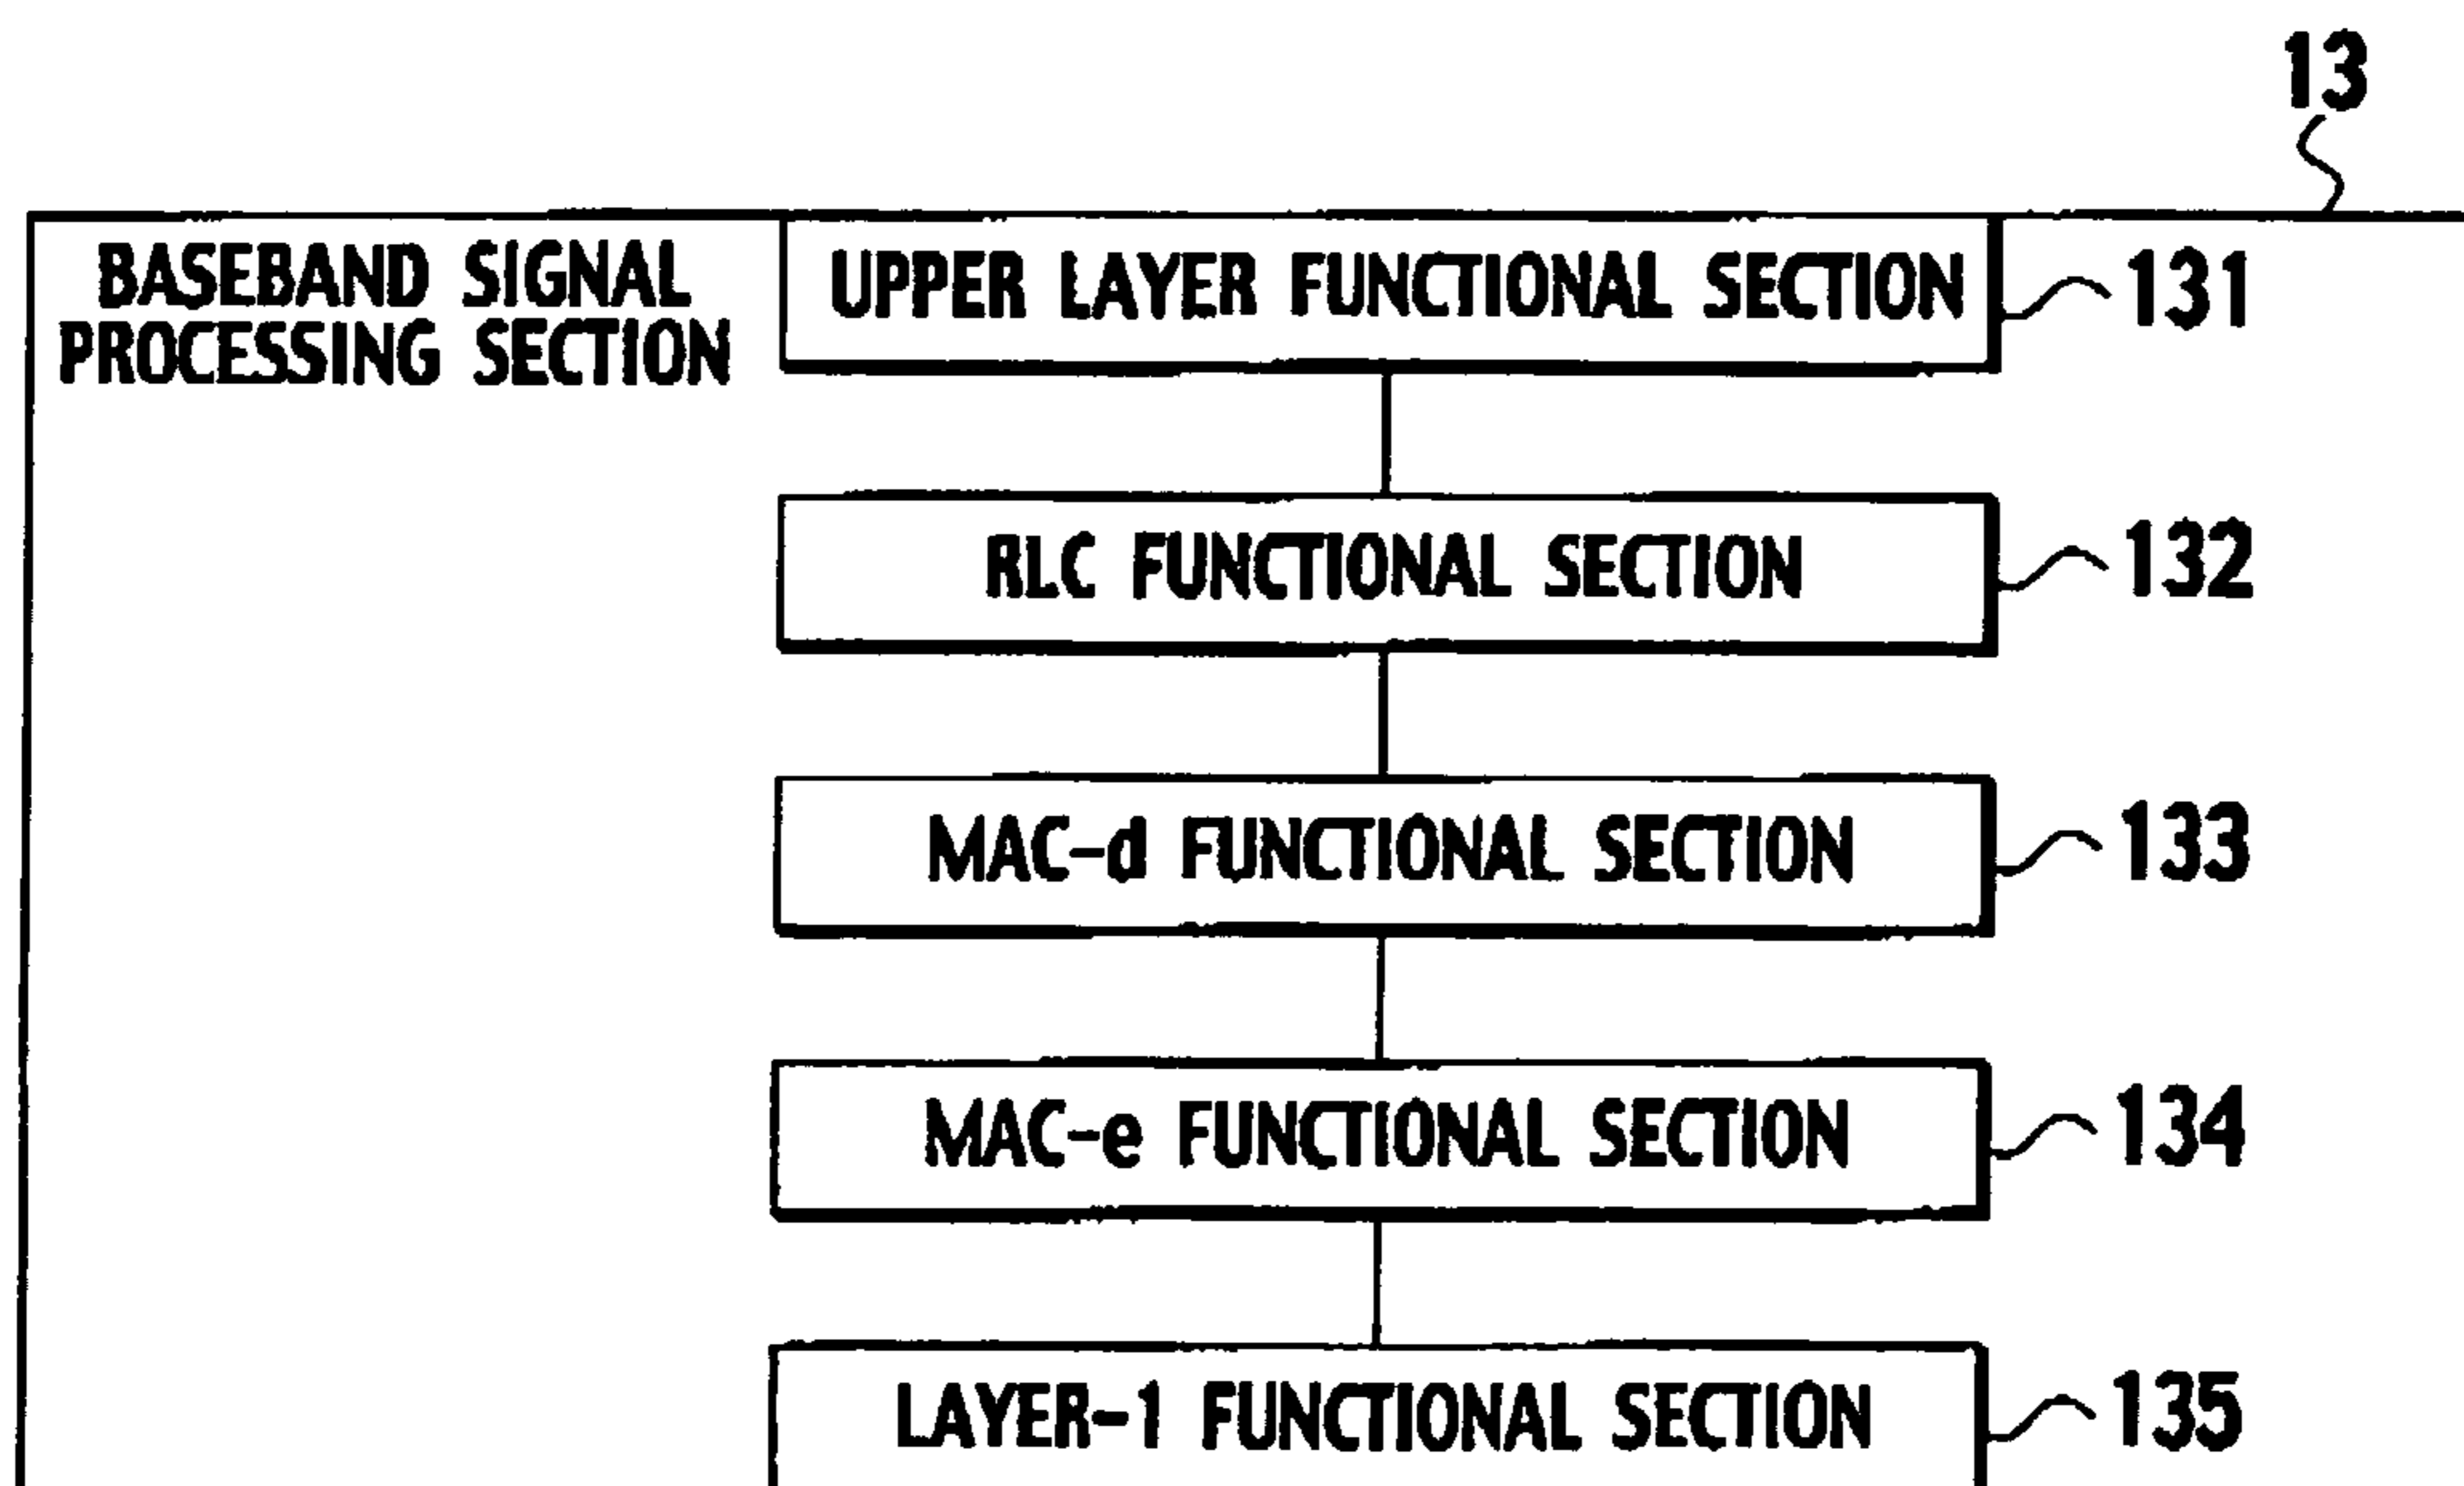 13
BASEBAND SIGNAL
PROCESSING SECTION
UPPER LAYER FUNCTIONAL SECTION
131
RLC FUNCTIONAL SECTION
132
MAC-d FUNCTIONAL SECTION
133
MAC-e FUNCTIONAL SECTION
134
LAYER-1 FUNCTIONAL SECTION
135